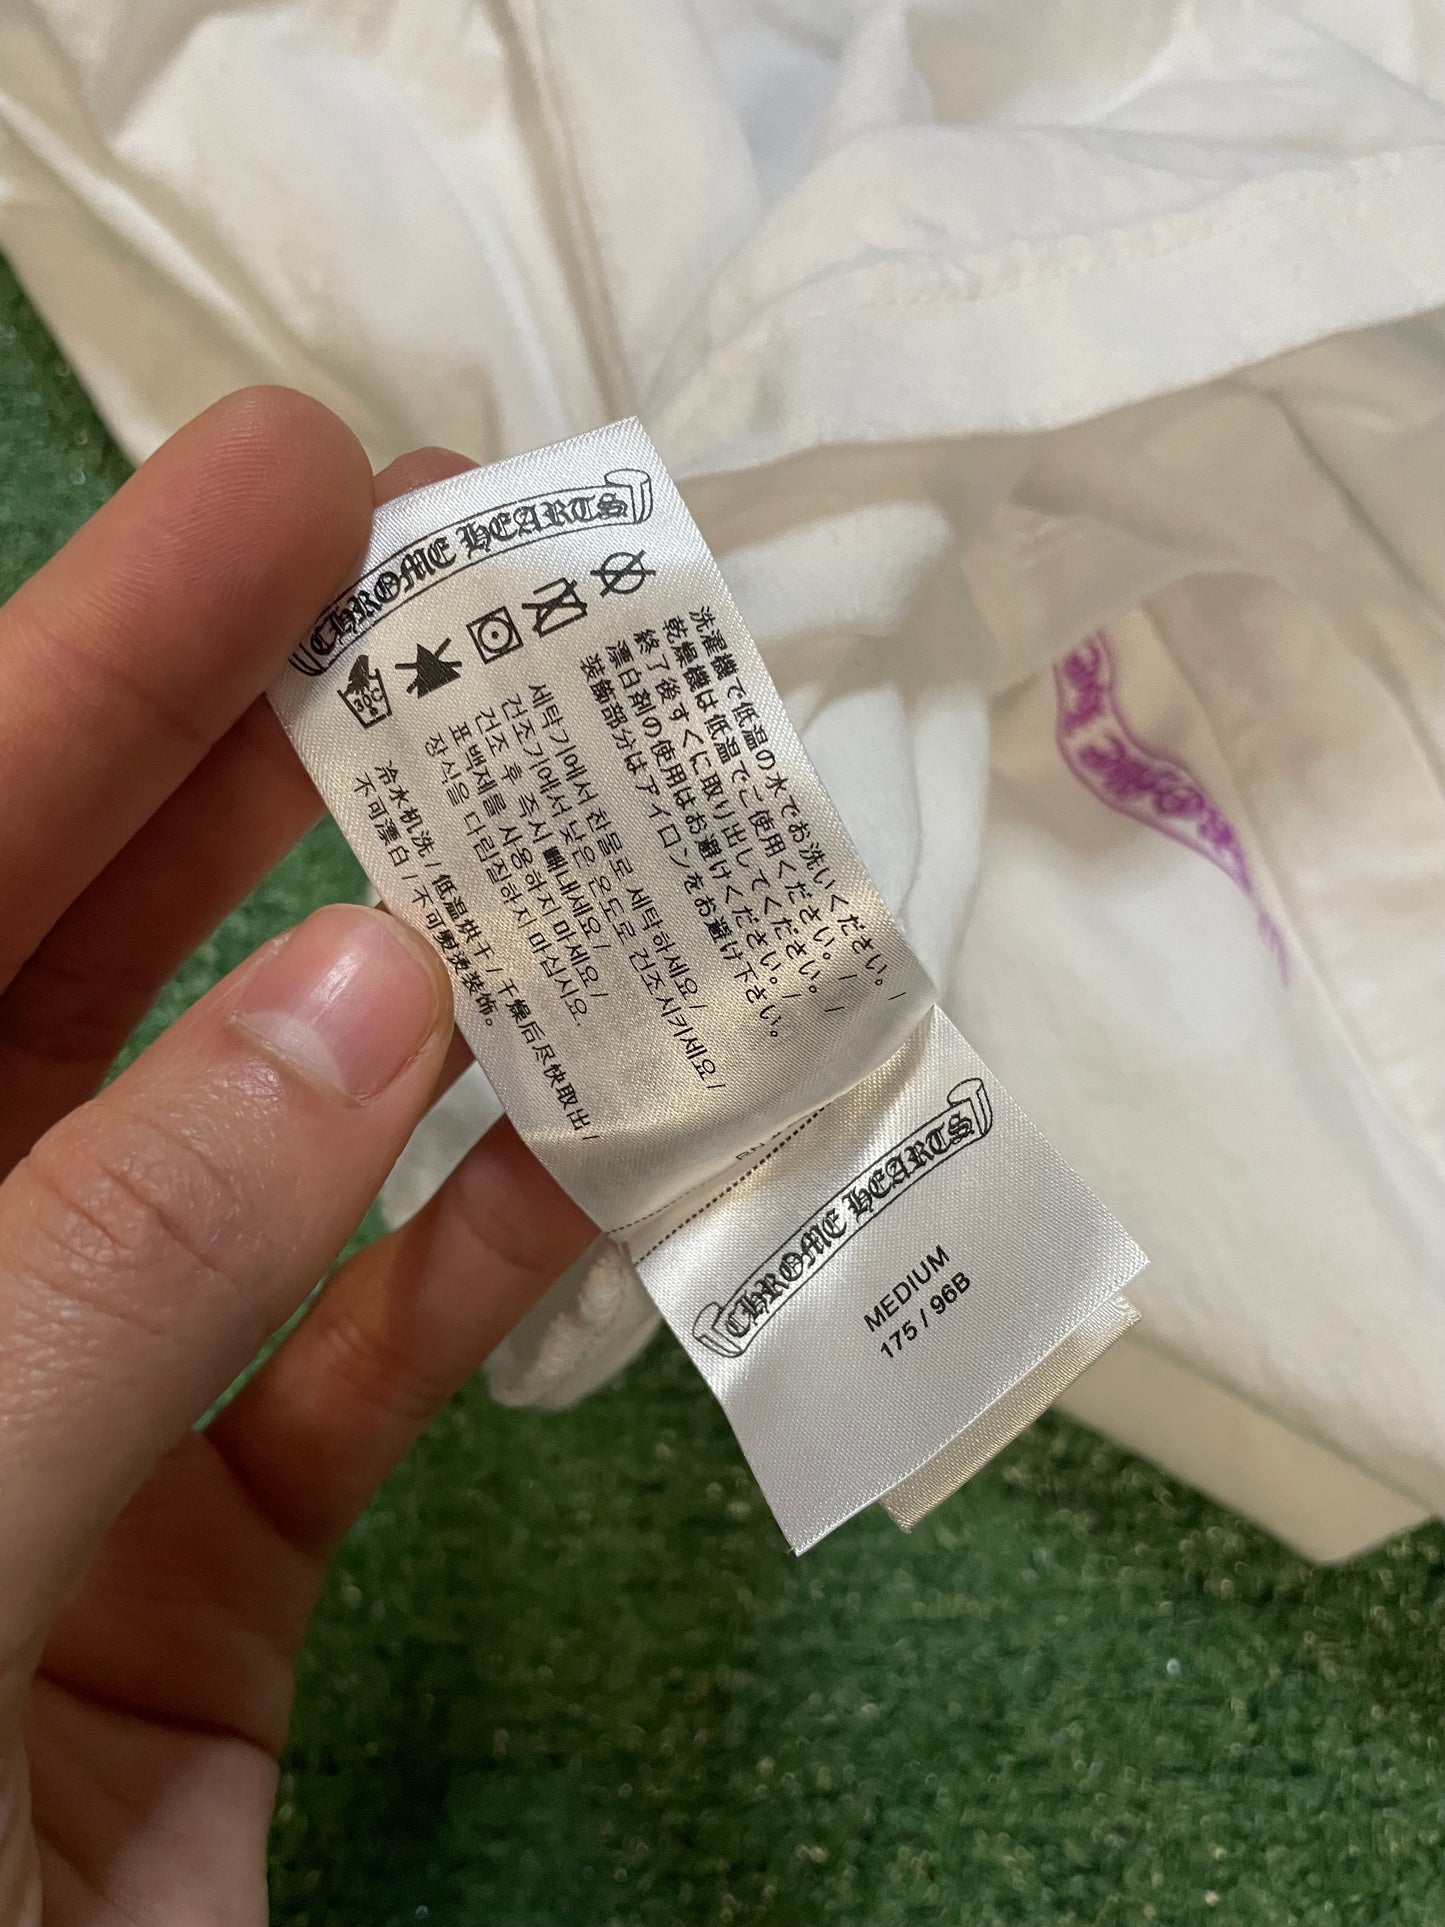 CHROME HEARTS
30c
洗濯機で低温の水でお洗いください。/
乾燥機は低温でご使用ください。/
終了後すぐに取り出してください。/
漂白剤の使用はお避けください。/
装飾部分はアイロンをお避け下さい。
세탁기에서 찬물로 세탁하세요/
건조기에서 낮은 온도로 건조시키세요/
건조 후 즉시 빼내세요/
표백제를 사용하지 마세요/
장식을 다림질하지 마십시오.
冷水机洗/低温烘干/干燥后尽快取出/
不可漂白/不可熨烫装饰。
RN
CHROME HEARTS
MEDIUM
175 / 96B
Chrome Hearts